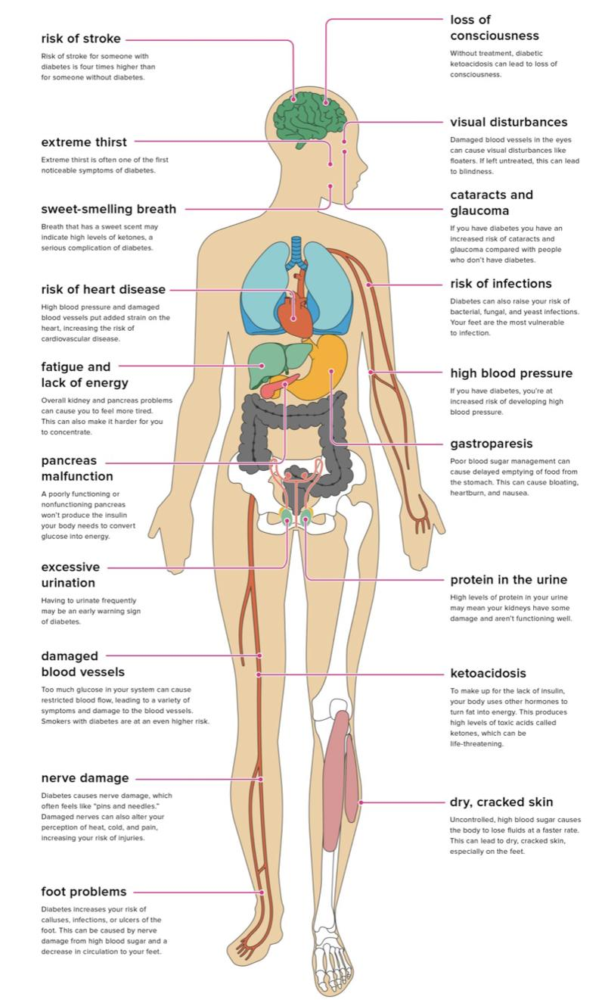 risk of stroke
Risk of stroke for someone with
diabetes is four times higher than
for someone without diabetes.
extreme thirst
Extreme thirst is often one of the first
noticeable symptoms of diabetes.
sweet-smelling breath
Breath that has a sweet scent may
indicate high levels of ketones, a
serious complication of diabetes.
risk of heart disease
High blood pressure and damaged
blood vessels put added strain on the
heart, increasing the risk of
cardiovascular disease.
fatigue and
lack of energy
Overall kidney and pancreas problems
can cause you to feel more tired.
This can also make it harder for you
to concentrate.
pancreas
malfunction
A poorly functioning or
nonfunctioning pancreas
won't produce the insulin
your body needs to convert
glucose into energy.
excessive
urination
Having to urinate frequently
may be an early warning sign
of diabetes.
damaged
blood vessels
Too much glucose in your system can cause
restricted blood flow, leading to a variety of
symptoms and damage to the blood vessels.
Smokers with diabetes are at an even higher risk.
nerve damage
Diabetes causes nerve damage, which
often feels like “pins and needles.”
Damaged nerves can also alter your
perception of heat, cold, and pain,
increasing your risk of injuries.
foot problems
Diabetes increases your risk of
calluses, infections, or ulcers of the
foot. This can be caused by nerve
damage from high blood sugar and a
decrease in circulation to your feet.
loss of
consciousness
Without treatment, diabetic
ketoacidosis can lead to loss of
consciousness.
visual disturbances
Damaged blood vessels in the eyes
can cause visual disturbances like
floaters. If left untreated, this can lead
to blindness.
cataracts and
glaucoma
If you have diabetes you have an
increased risk of cataracts and
glaucoma compared with people
who don't have diabetes.
risk of infections
Diabetes can also raise your risk of
bacterial, fungal, and yeast infections.
Your feet are the most vulnerable
to infection.
high blood pressure
If you have diabetes, you're at
increased risk of developing high
blood pressure.
gastroparesis
Poor blood sugar management can
cause delayed emptying of food from
the stomach. This can cause bloating,
heartburn, and nausea.
protein in the urine
High levels of protein in your urine
may mean your kidneys have some
damage and aren't functioning well.
ketoacidosis
To make up for the lack of insulin,
your body uses other hormones to
turn fat into energy. This produces
high levels of toxic acids called
ketones, which can be
life-threatening.
dry, cracked skin
Uncontrolled, high blood sugar causes
the body to lose fluids at a faster rate.
This can lead to dry, cracked skin,
especially on the feet.